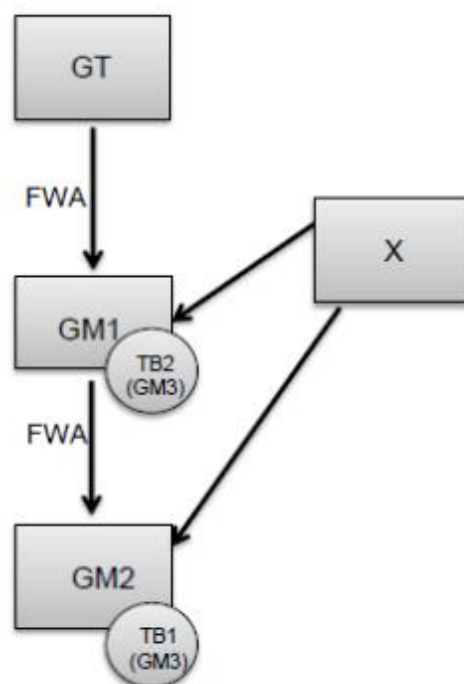 GT
FWA
X
GM1
TB2
(GM3)
FWA
GM2
TB1
(GM3)